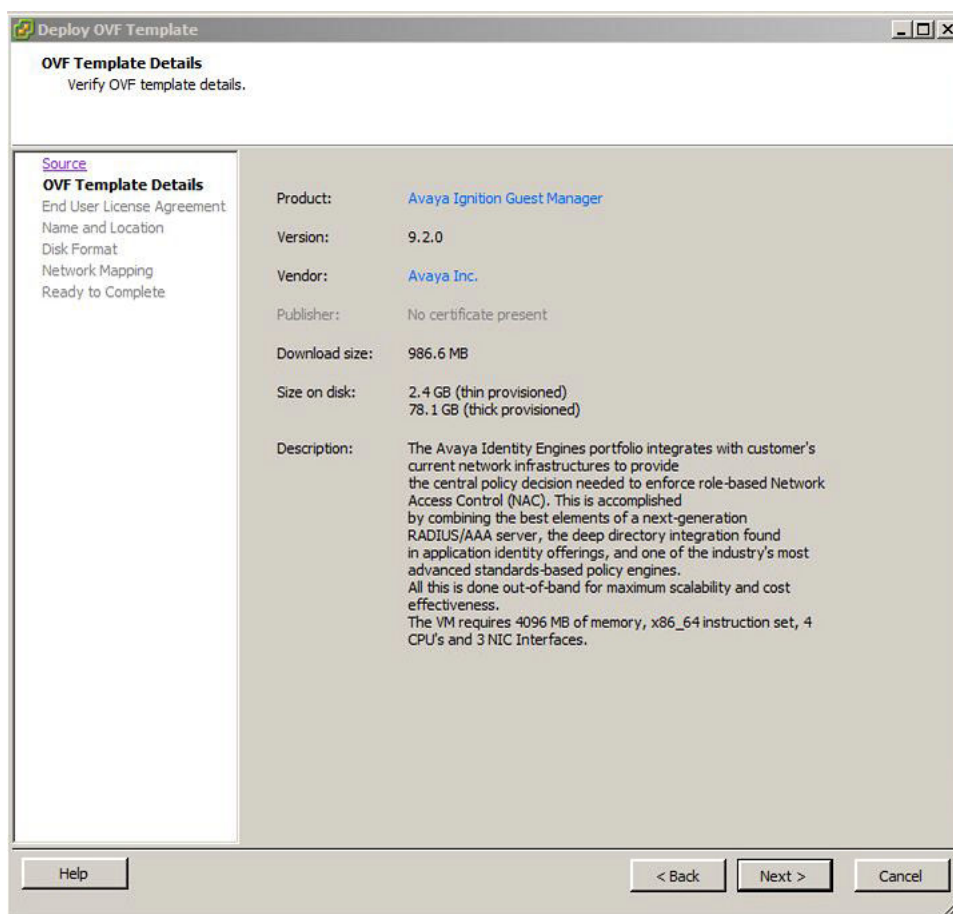 Deploy OVF Template
OVF Template Details
Verify OVF template details.
Source
OVF Template Details
End User License Agreement
Name and Location
Disk Format
Network Mapping
Ready to Complete
Product: Avaya Ignition Guest Manager
Version: 9.2.0
Vendor: Avaya Inc.
Publisher: No certificate present
Download size: 986.6 MB
Size on disk: 2.4 GB (thin provisioned)
78.1 GB (thick provisioned)
Description: The Avaya Identity Engines portfolio integrates with customer's
current network infrastructures to provide
the central policy decision needed to enforce role-based Network
Access Control (NAC). This is accomplished
by combining the best elements of a next-generation
RADIUS/AAA server, the deep directory integration found
in application identity offerings, and one of the industry's most
advanced standards-based policy engines.
All this is done out-of-band for maximum scalability and cost
effectiveness.
The VM requires 4096 MB of memory, x86_64 instruction set, 4
CPU's and 3 NIC Interfaces.
Help
< Back
Next >
Cancel